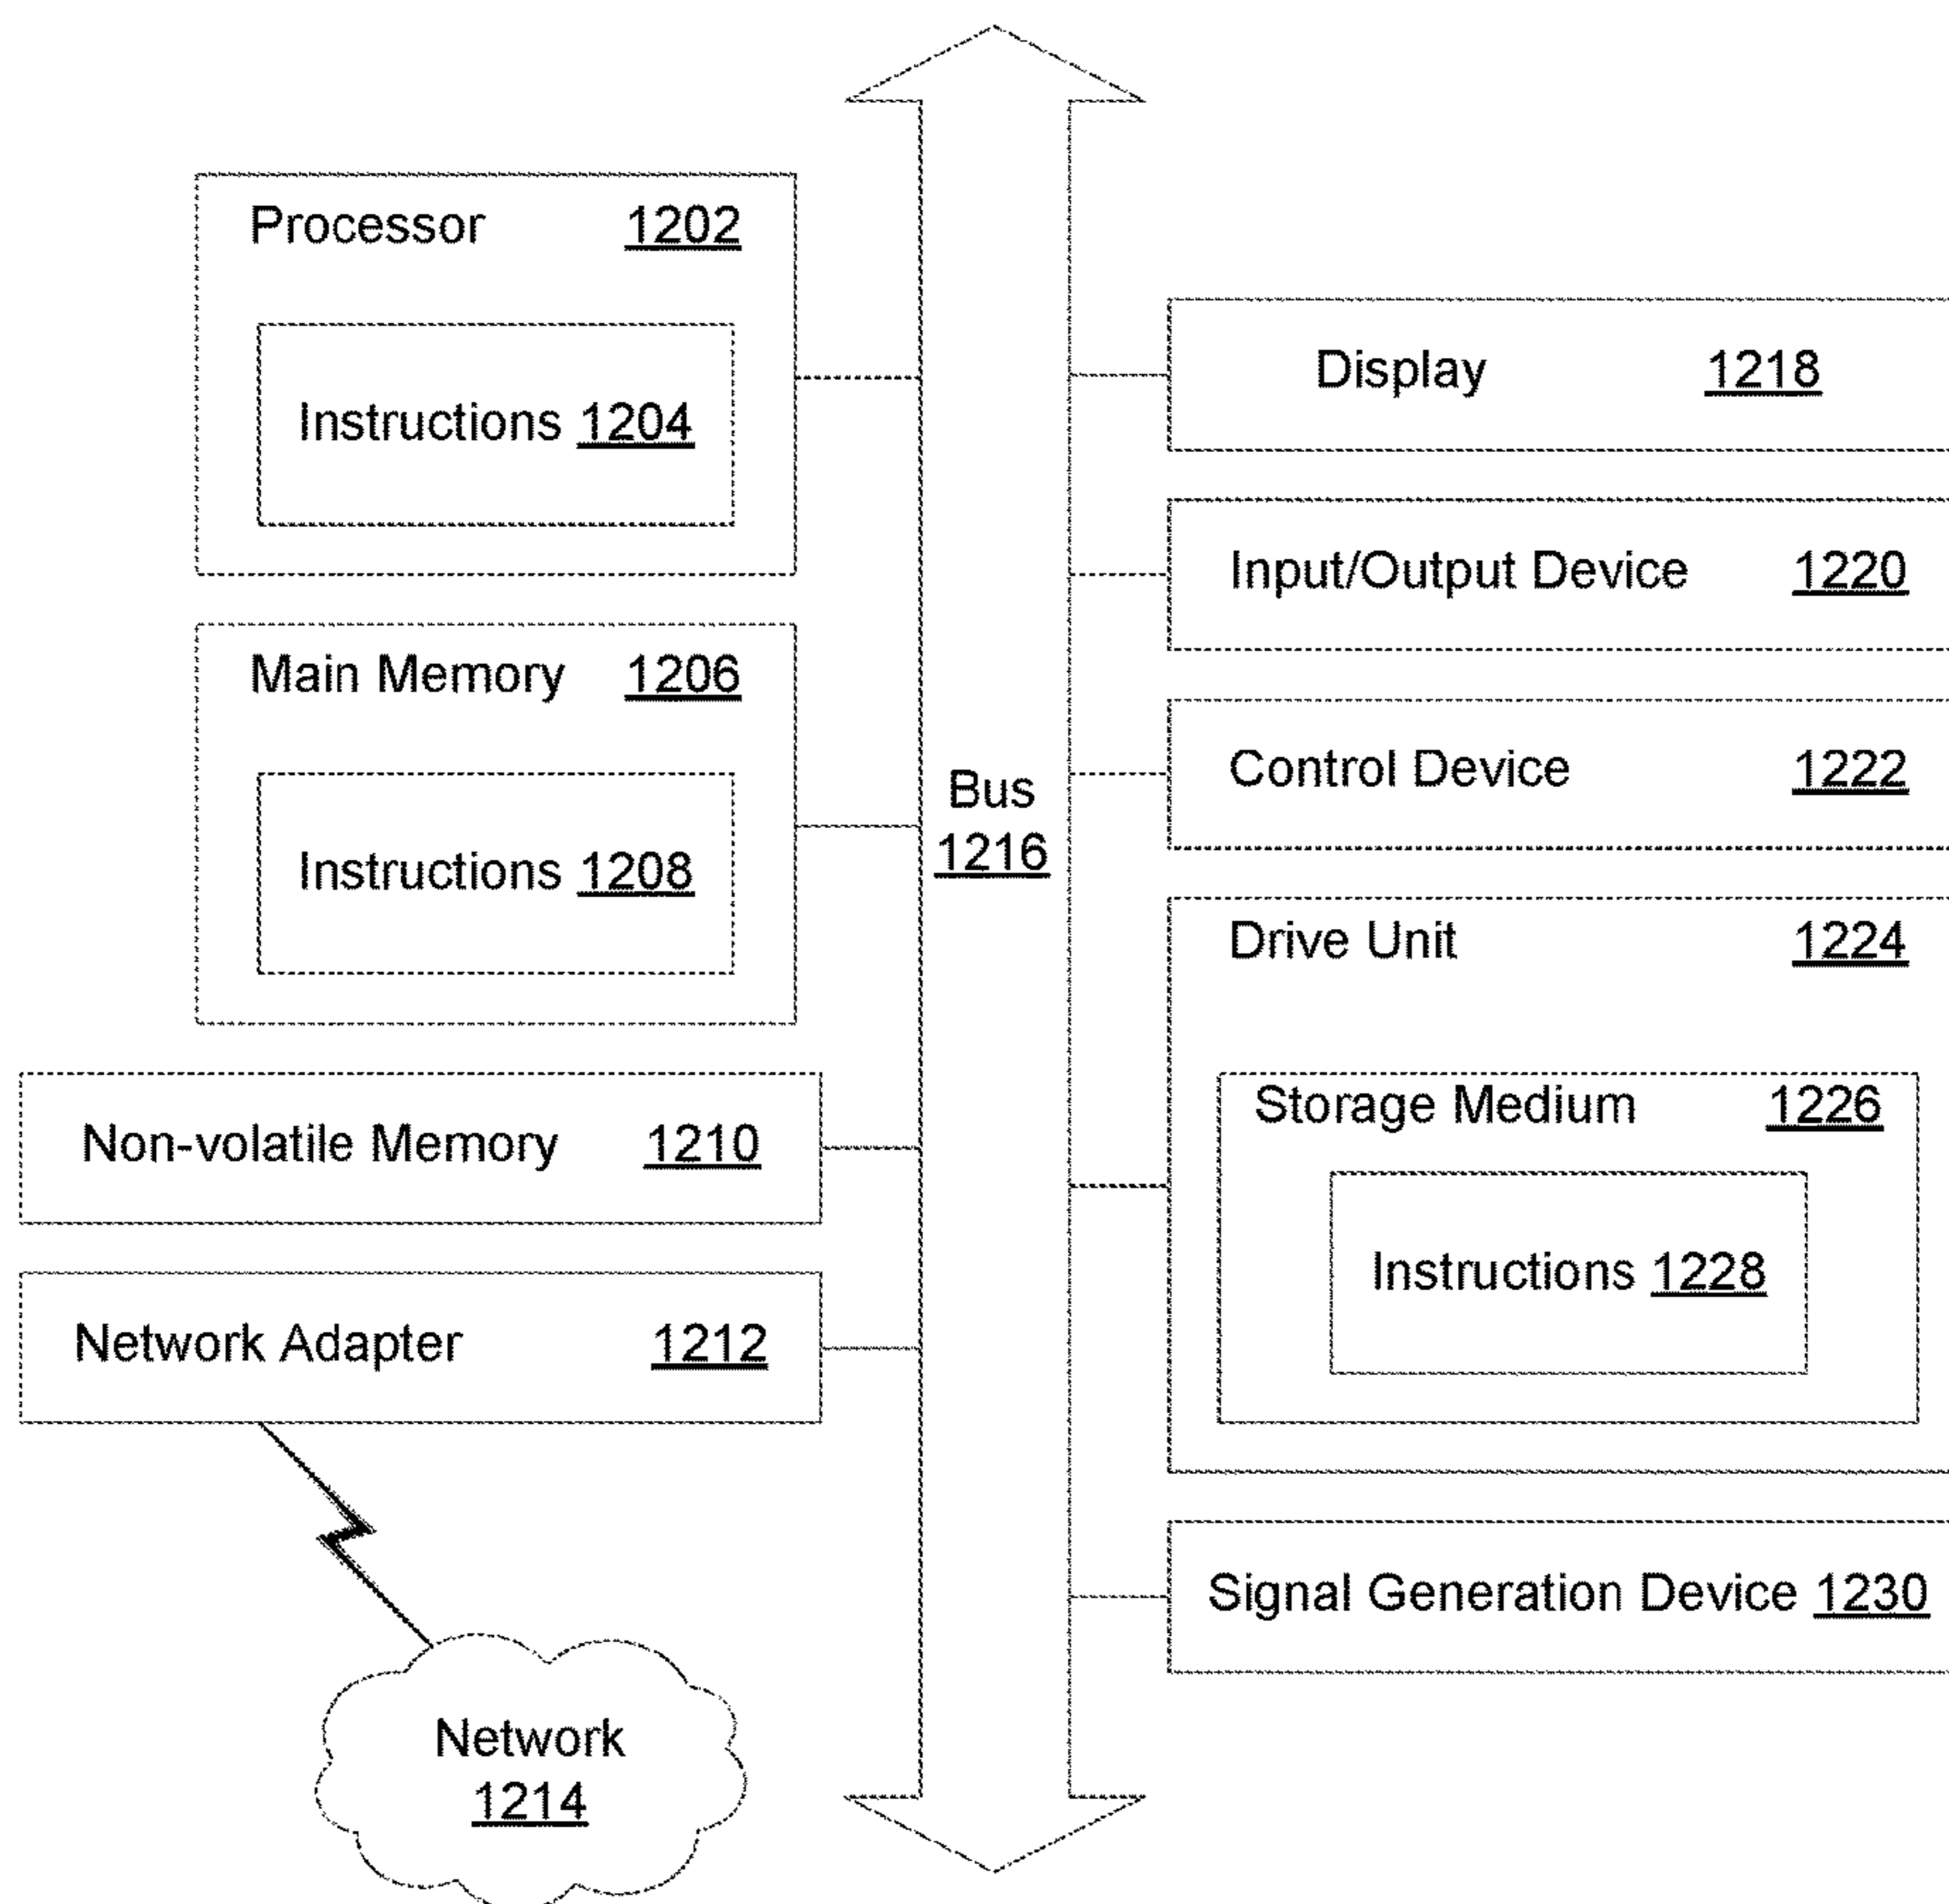 Processor 1202
Instructions 1204
Main Memory 1206
Instructions 1208
Non-volatile Memory 1210
Network Adapter 1212
Network
1214
Bus
1216
Display 1218
Input/Output Device 1220
Control Device 1222
Drive Unit 1224
Storage Medium 1226
Instructions 1228
Signal Generation Device 1230